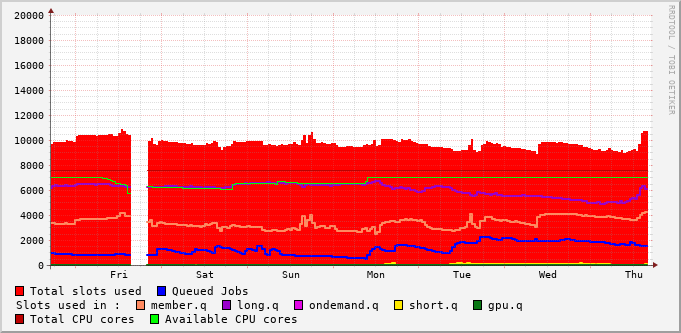 RRDTOOL / TOBI OETIKER
20000
18000
16000
14000
12000
10000
8000
6000
4000
2000
0
Fri Sat Sun Mon Tue Wed Thu
Total slots used Queued Jobs
Slots used in : member.q long.q ondemand.q short.q gpu.q
Total CPU cores Available CPU cores